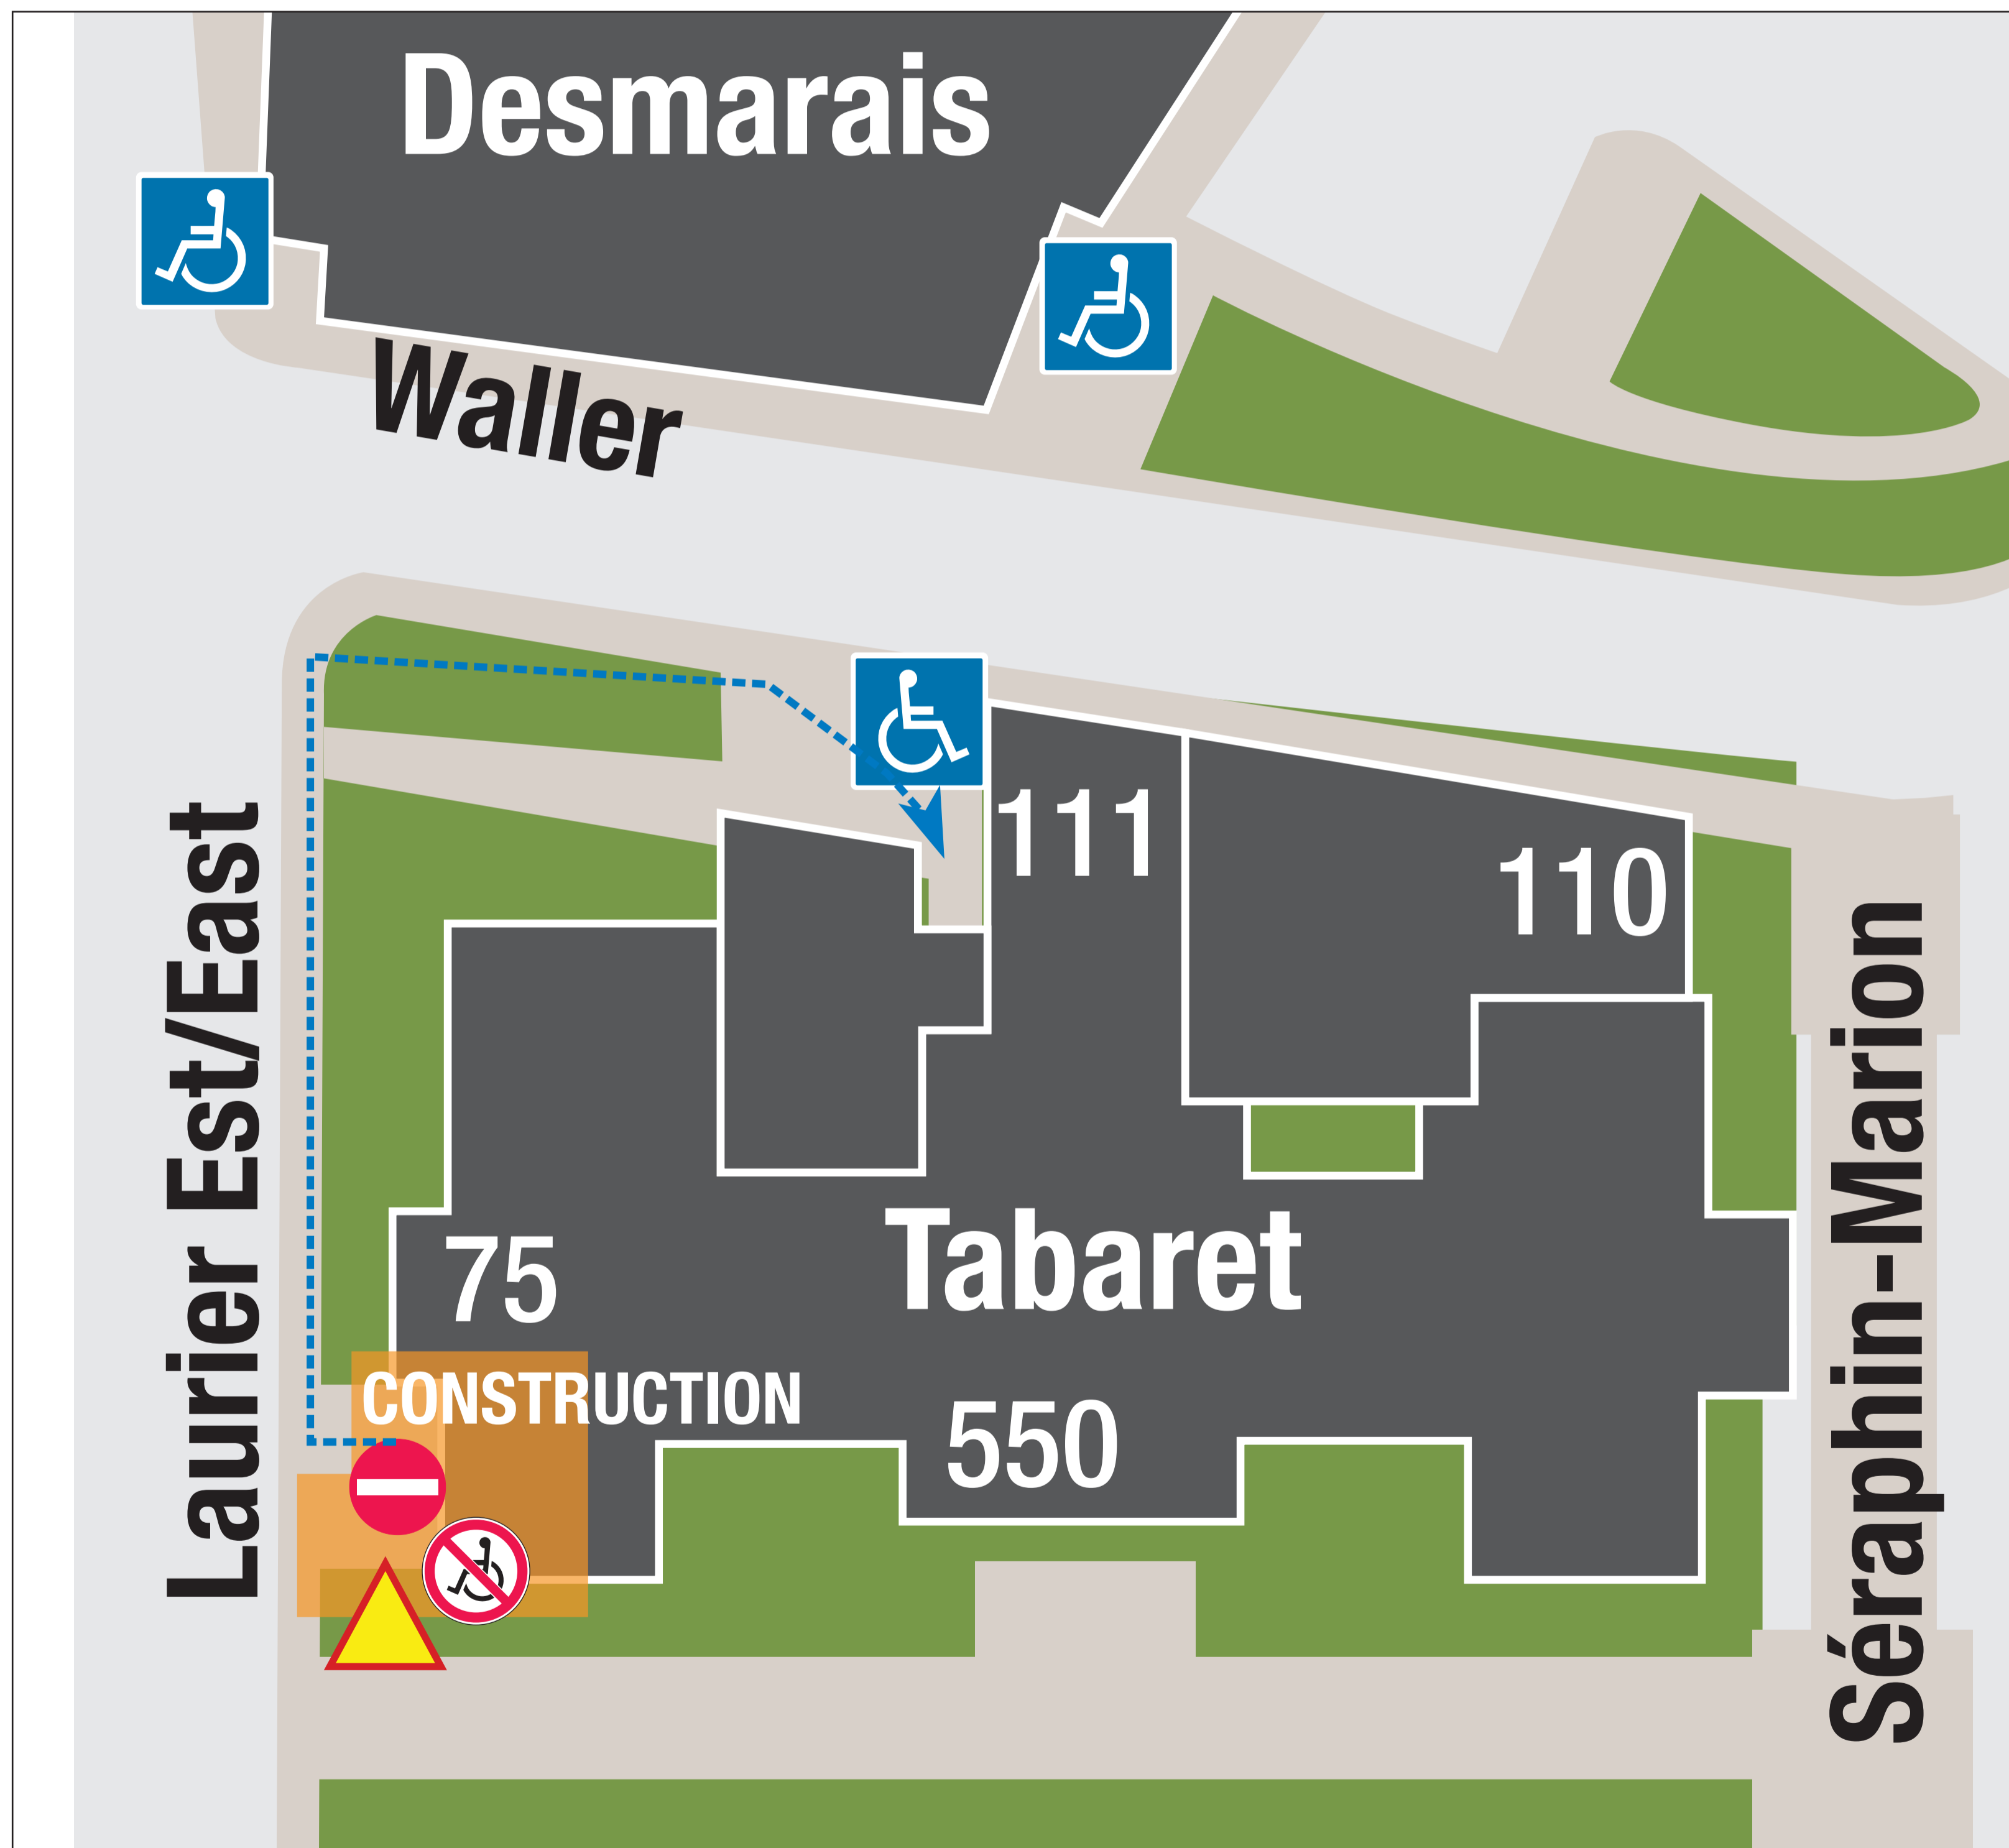 Desmarais
Waller
111
110
Laurier Est/East
Séraphin-Marion
75
Tabaret
CONSTRUCTION
550